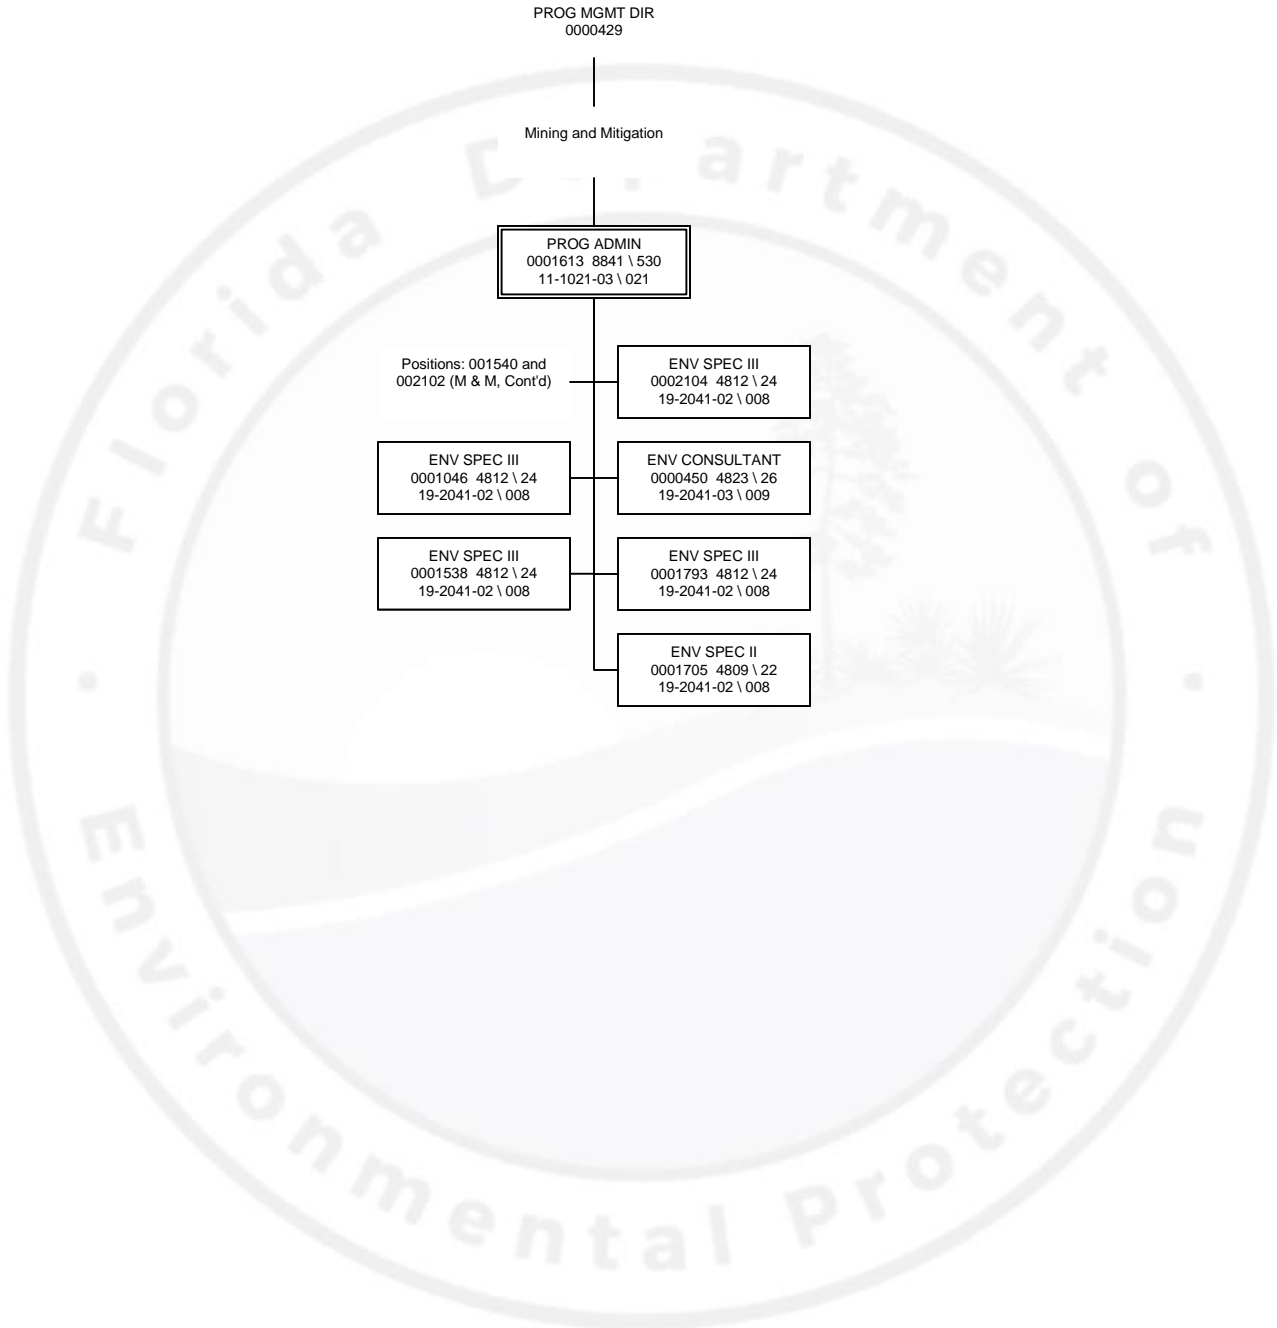 PROG MGMT DIR
0000429
Mining and Mitigation
PROG ADMIN
0001613 8841 \ 530
11-1021-03 \ 021
Positions: 001540 and
002102 (M & M, Cont'd)
ENV SPEC III
0002104 4812 \ 24
19-2041-02 \ 008
ENV SPEC III
0001046 4812 \ 24
19-2041-02 \ 008
ENV CONSULTANT
0000450 4823 \ 26
19-2041-03 \ 009
ENV SPEC III
0001538 4812 \ 24
19-2041-02 \ 008
ENV SPEC III
0001793 4812 \ 24
19-2041-02 \ 008
ENV SPEC II
0001705 4809 \ 22
19-2041-02 \ 008
Florida Department of
Environmental Protection